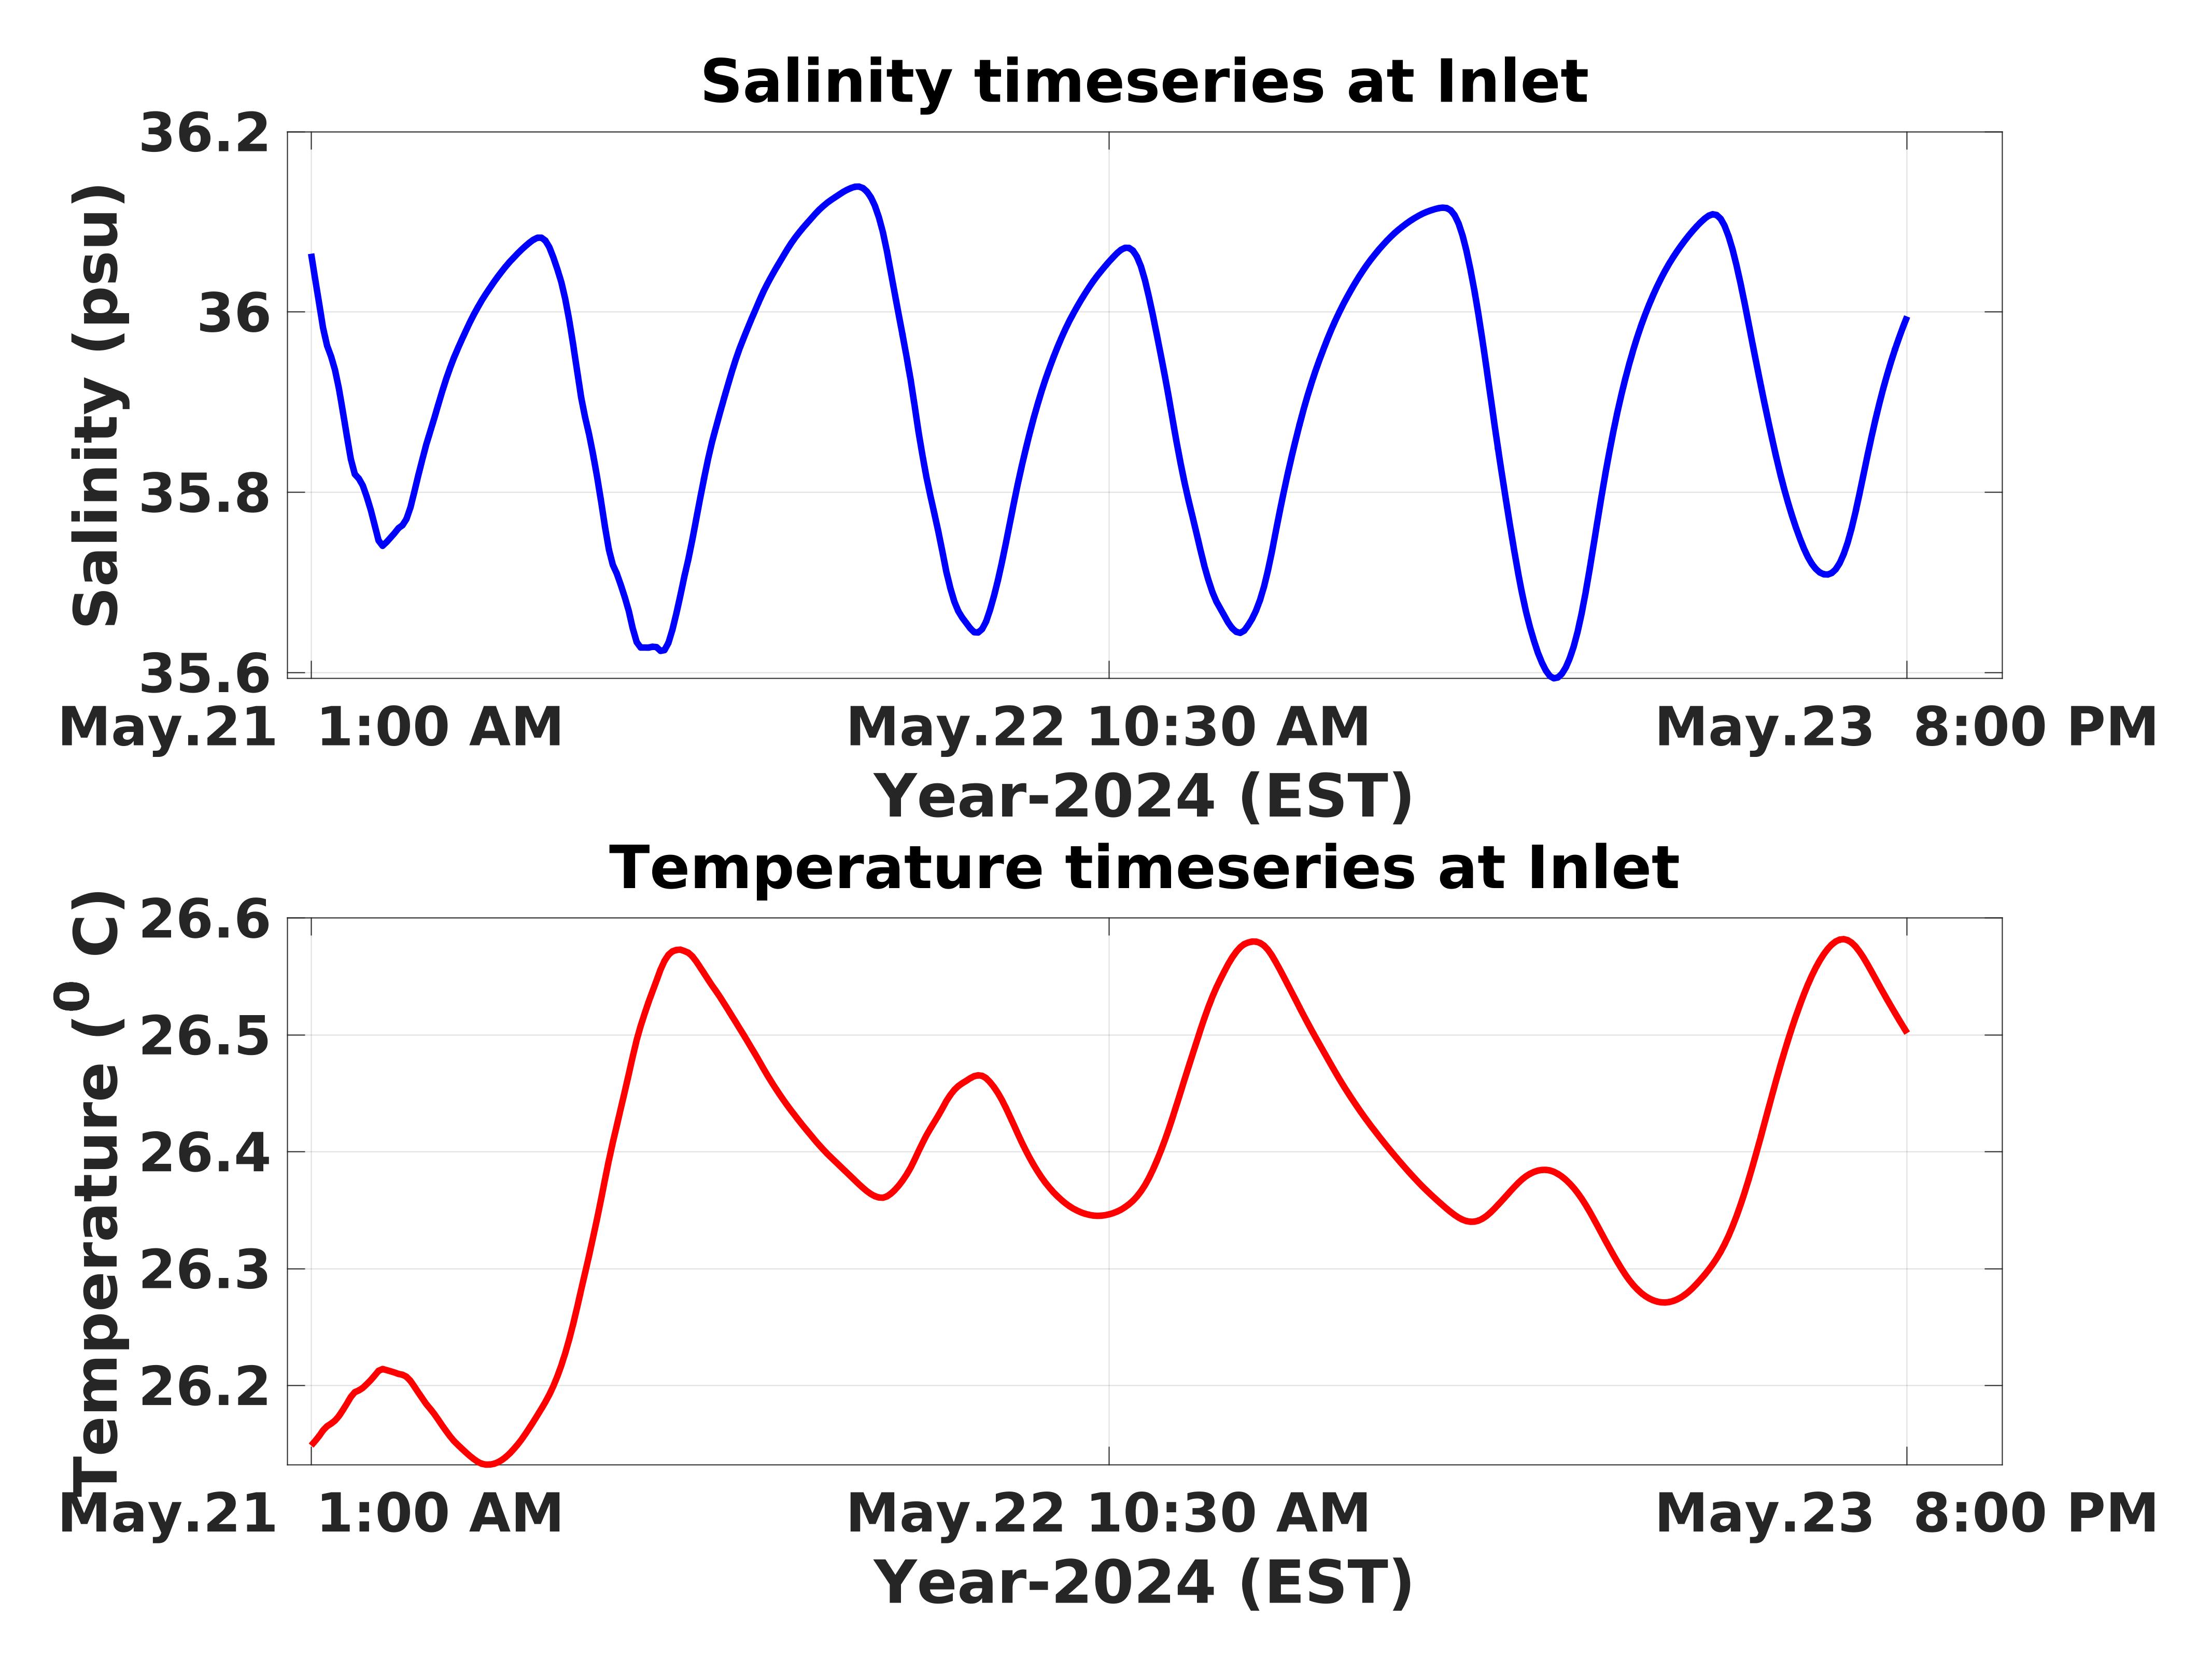 Salinity timeseries at Inlet
Salinity (psu)
36.2
36
35.8
35.6
May.21  1:00 AM
May.22 10:30 AM
May.23  8:00 PM
Year-2024 (EST)
Temperature timeseries at Inlet
Temperature (⁰ C)
26.6
26.5
26.4
26.3
26.2
May.21  1:00 AM
May.22 10:30 AM
May.23  8:00 PM
Year-2024 (EST)